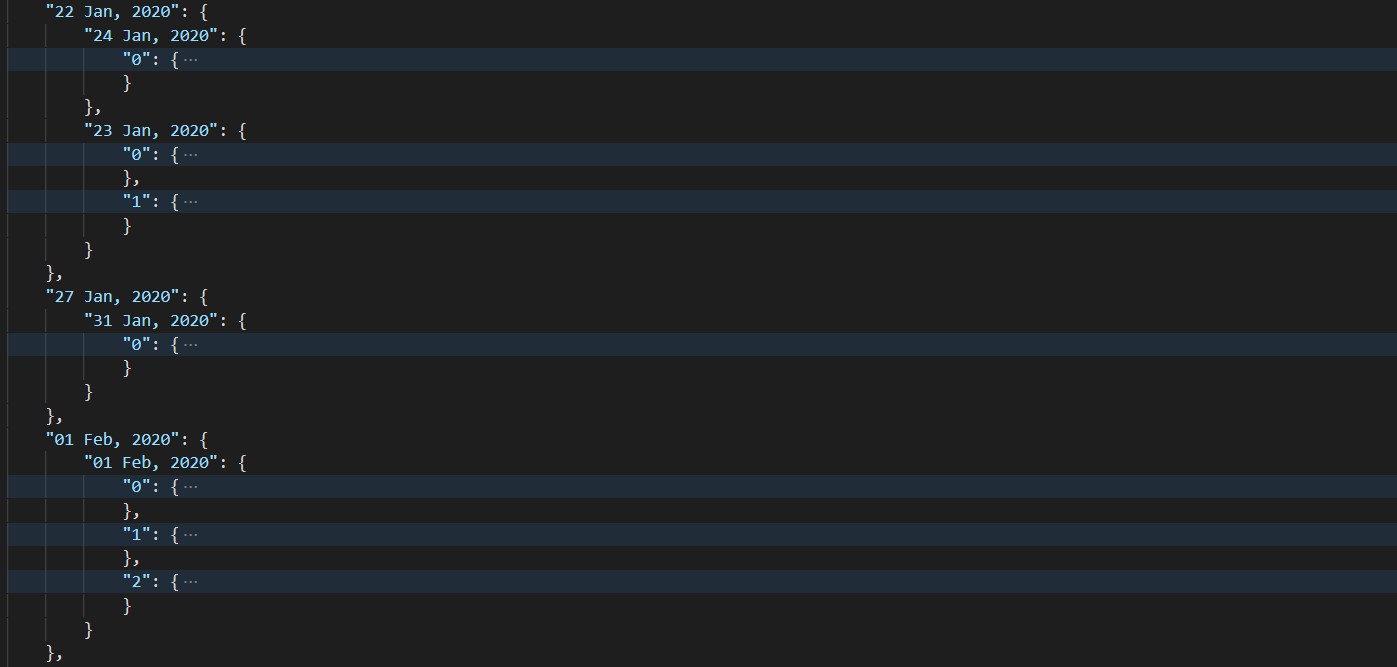 "22 Jan, 2020": {
"24 Jan, 2020": {
"0": { ···
}
},
"23 Jan, 2020": {
"0": { ···
},
"1": { ···
}
}
},
"27 Jan, 2020": {
"31 Jan, 2020": {
"0": { ···
}
}
},
"01 Feb, 2020": {
"01 Feb, 2020": {
"0": { ···
},
"1": { ···
},
"2": { ···
}
}
},